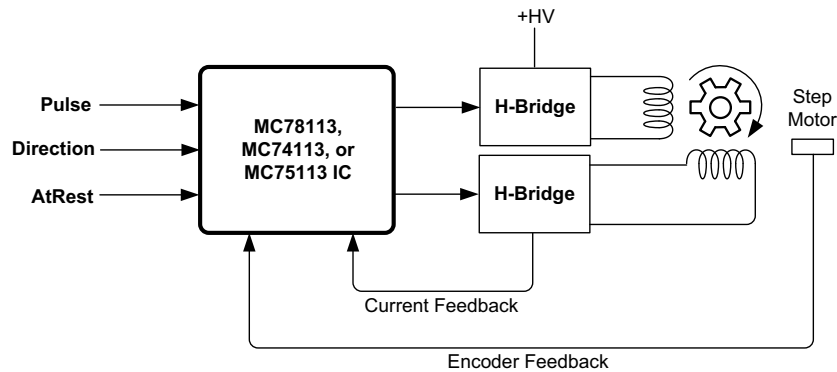 +HV
Pulse
Direction
AtRest
MC78113,
MC74113, or
MC75113 IC
H-Bridge
H-Bridge
Step
Motor
Current Feedback
Encoder Feedback